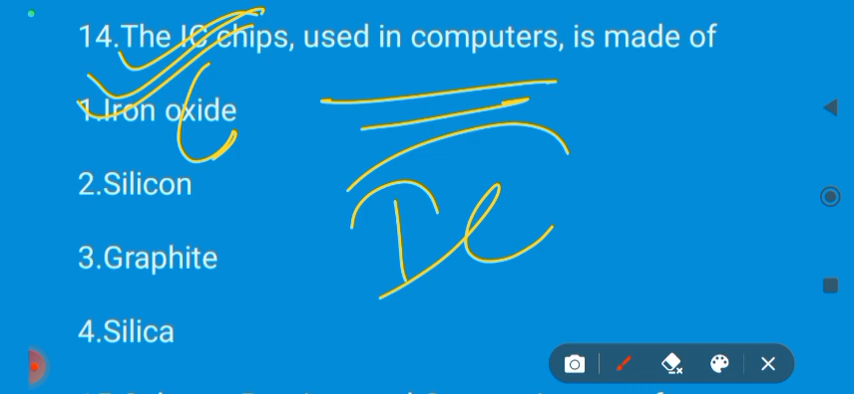 14.The IC chips, used in computers, is made of
1.Iron oxide
2.Silicon
3.Graphite
4.Silica